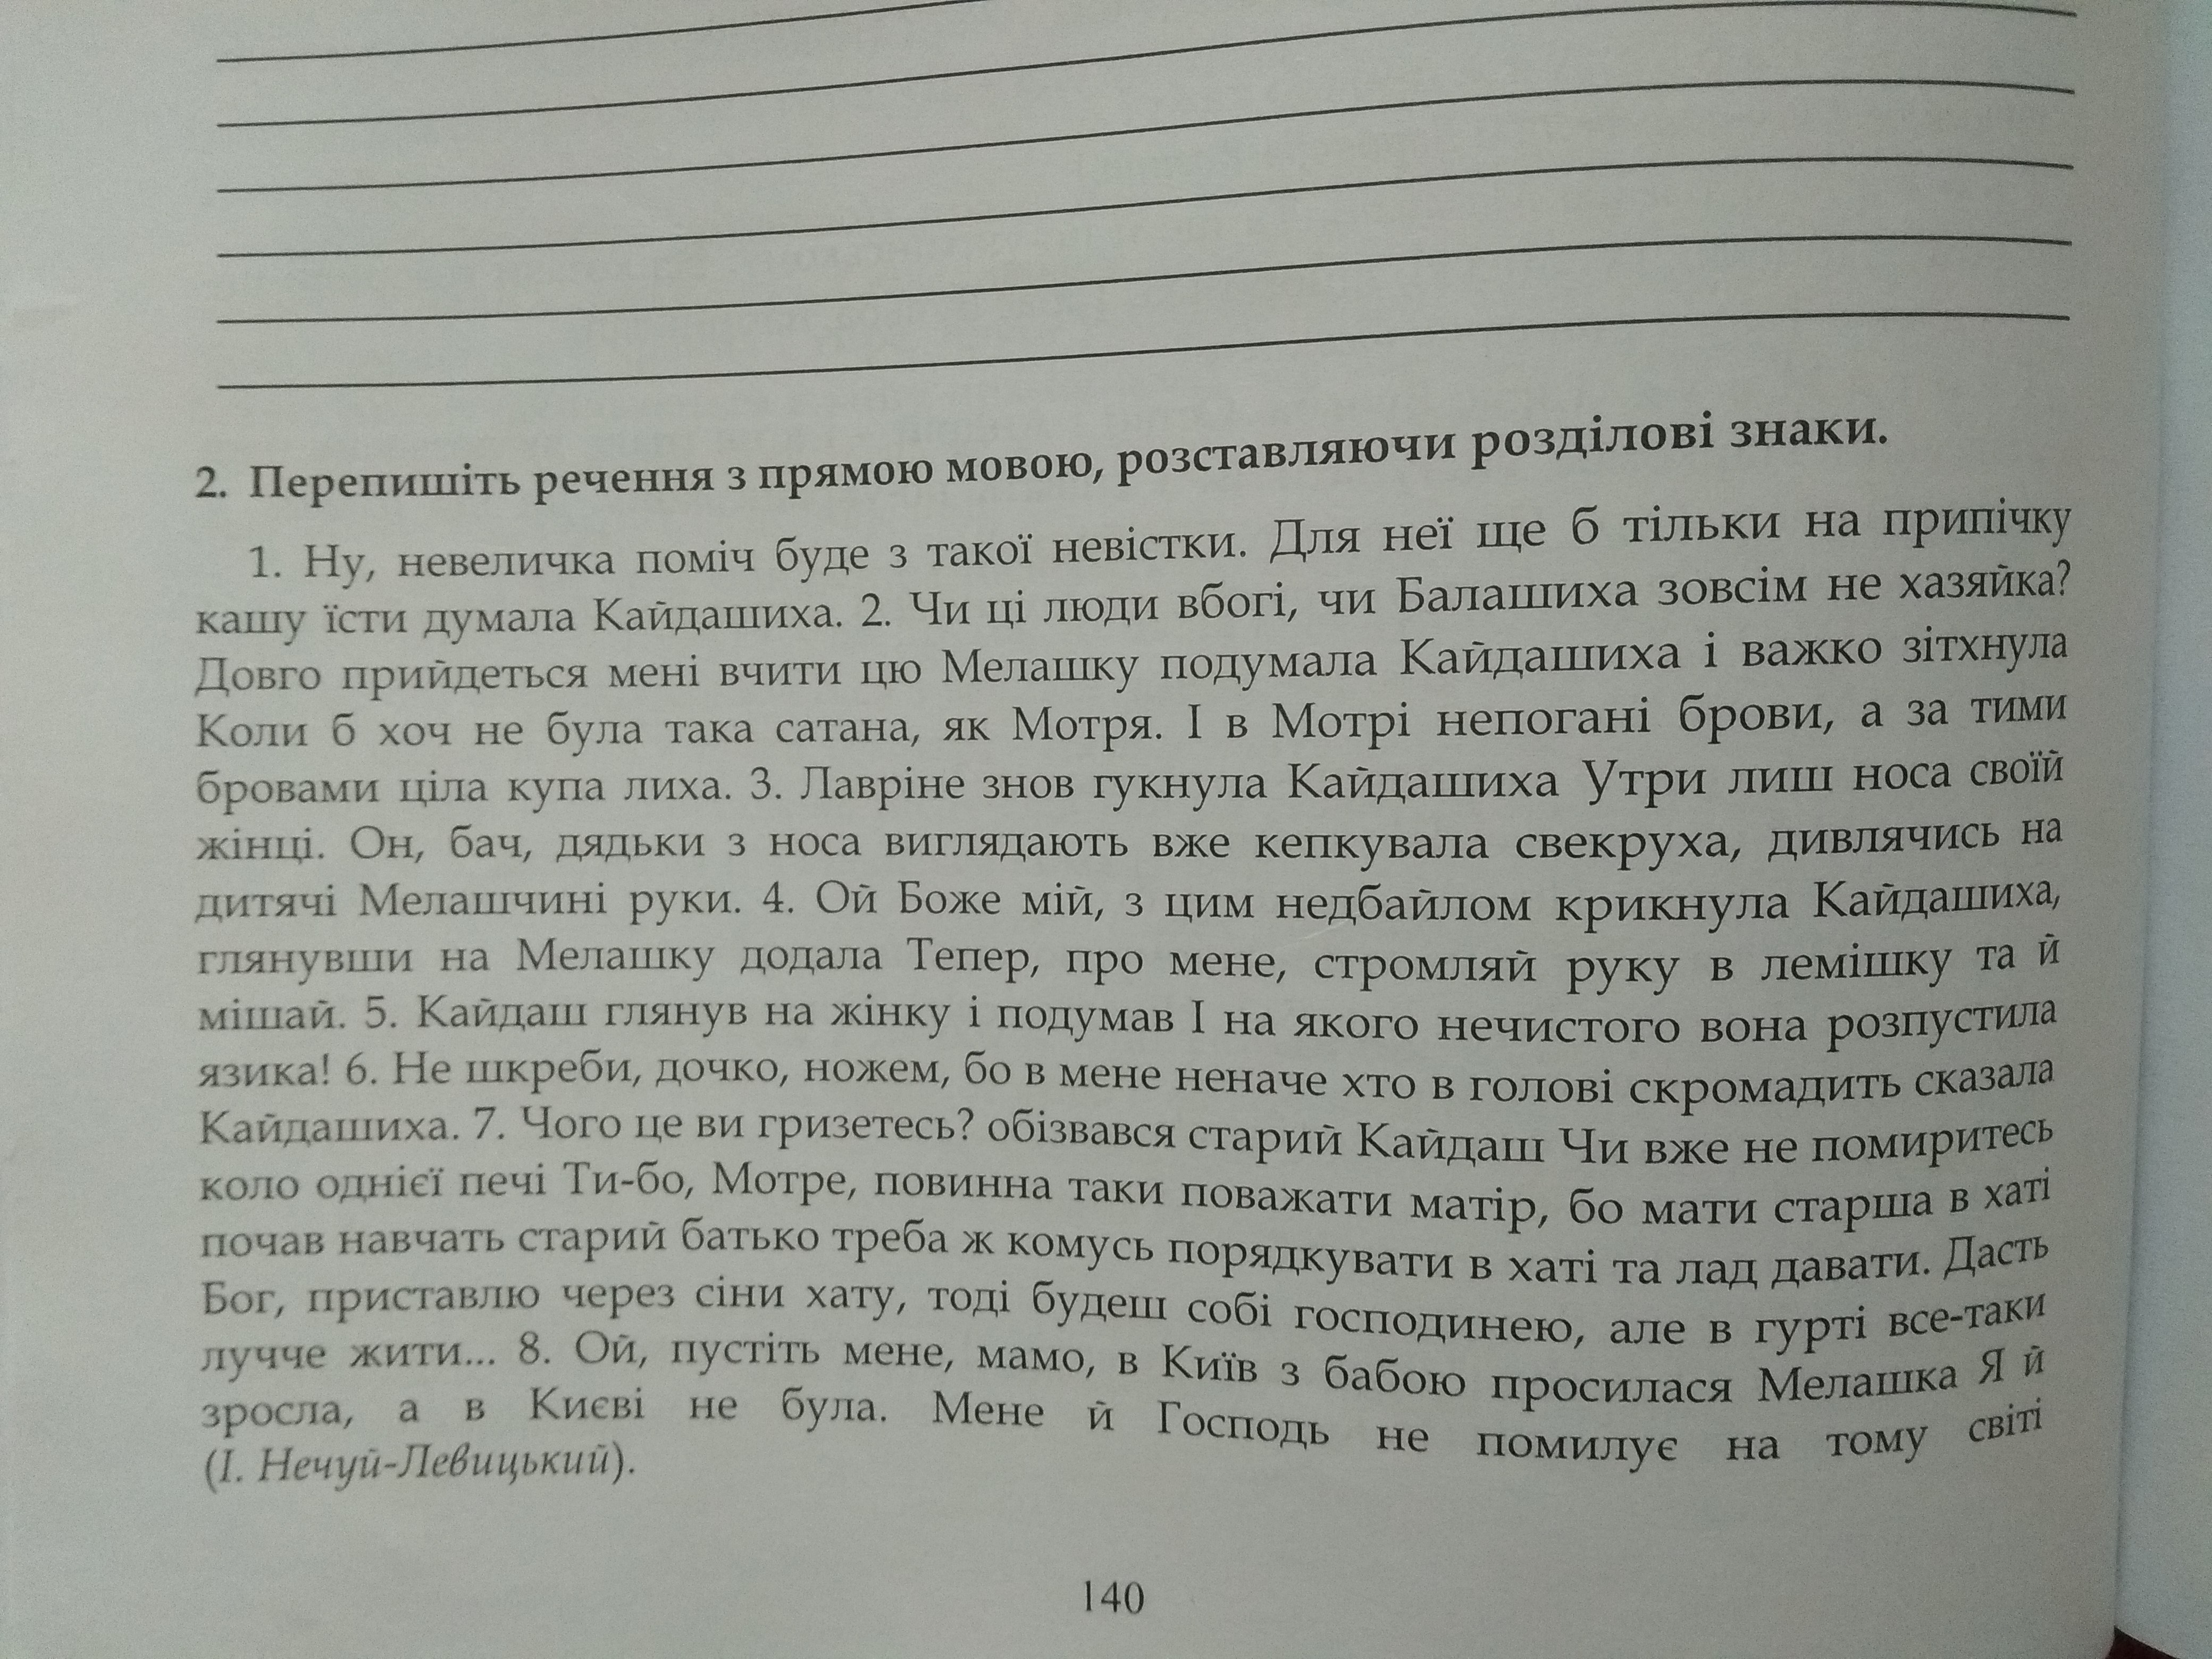 2. Перепишіть речення з прямою мовою, розставляючи розділові знаки.
1. Ну, невеличка поміч буде з такої невістки. Для неї ще б тільки на припічку
кашу їсти думала Кайдашиха. 2. Чи ці люди вбогі, чи Балашиха зовсім не хазяйка?
Довго прийдеться мені вчити цю Мелашку подумала Кайдашиха і важко зітхнула
Коли б хоч не була така сатана, як Мотря. І в Мотрі непогані брови, а за тими
бровами ціла купа лиха. 3. Лавріне знов гукнула Кайдашиха Утри лиш носа своїй
жінці. Он, бач, дядьки з носа виглядають вже кепкувала свекруха, дивлячись на
дитячі Мелащчині руки. 4. Ой Боже мій, з цим недбайлом крикнула Кайдашиха,
глянувши на Мелашку додала Тепер, про мене, стромляй руку в лемішку та й
мішай. 5. Кайдаш глянув на жінку і подумав І на якого нечистого вона розпустила
язика! 6. Не шкреби, дочко, ножем, бо в мене неначе хто в голові скромадить сказала
Кайдашиха. 7. Чого це ви гризетесь? обізвався старий Кайдаш Чи вже не помиритесь
коло однієї печі Ти-бо, Мотре, повинна таки поважати матір, бо мати старша в хаті
почав навчать старий батько треба ж комусь порядкувати в хаті та лад давати. Дасть
Бог, приставлю через сіни хату, тоді будеш собі господинею, але в гурті все-таки
лучче жити... 8. Ой, пустіть мене, мамо, в Київ з бабою просилася Мелашка Я й
зросла, а в Києві не була. Мене й Господь не помилує на тому світі
(І. Нечуй-Левицький).
140